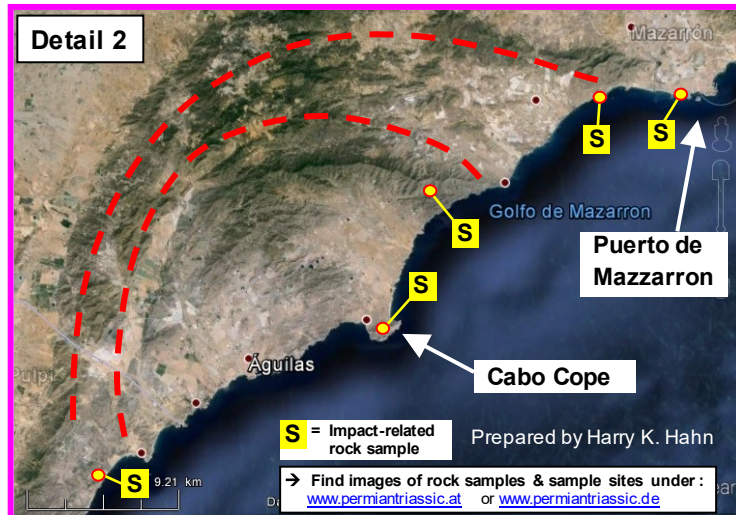 Detail 2
Mazarrón
S
S
S
Golfo de Mazarron
Puerto de
Mazzarron
S
Cabo Cope
Águilas
Pulpi
S = Impact-related
rock sample
Prepared by Harry K. Hahn
S
9.21 km
→ Find images of rock samples & sample sites under :
www.permiantriassic.at or www.permiantriassic.de